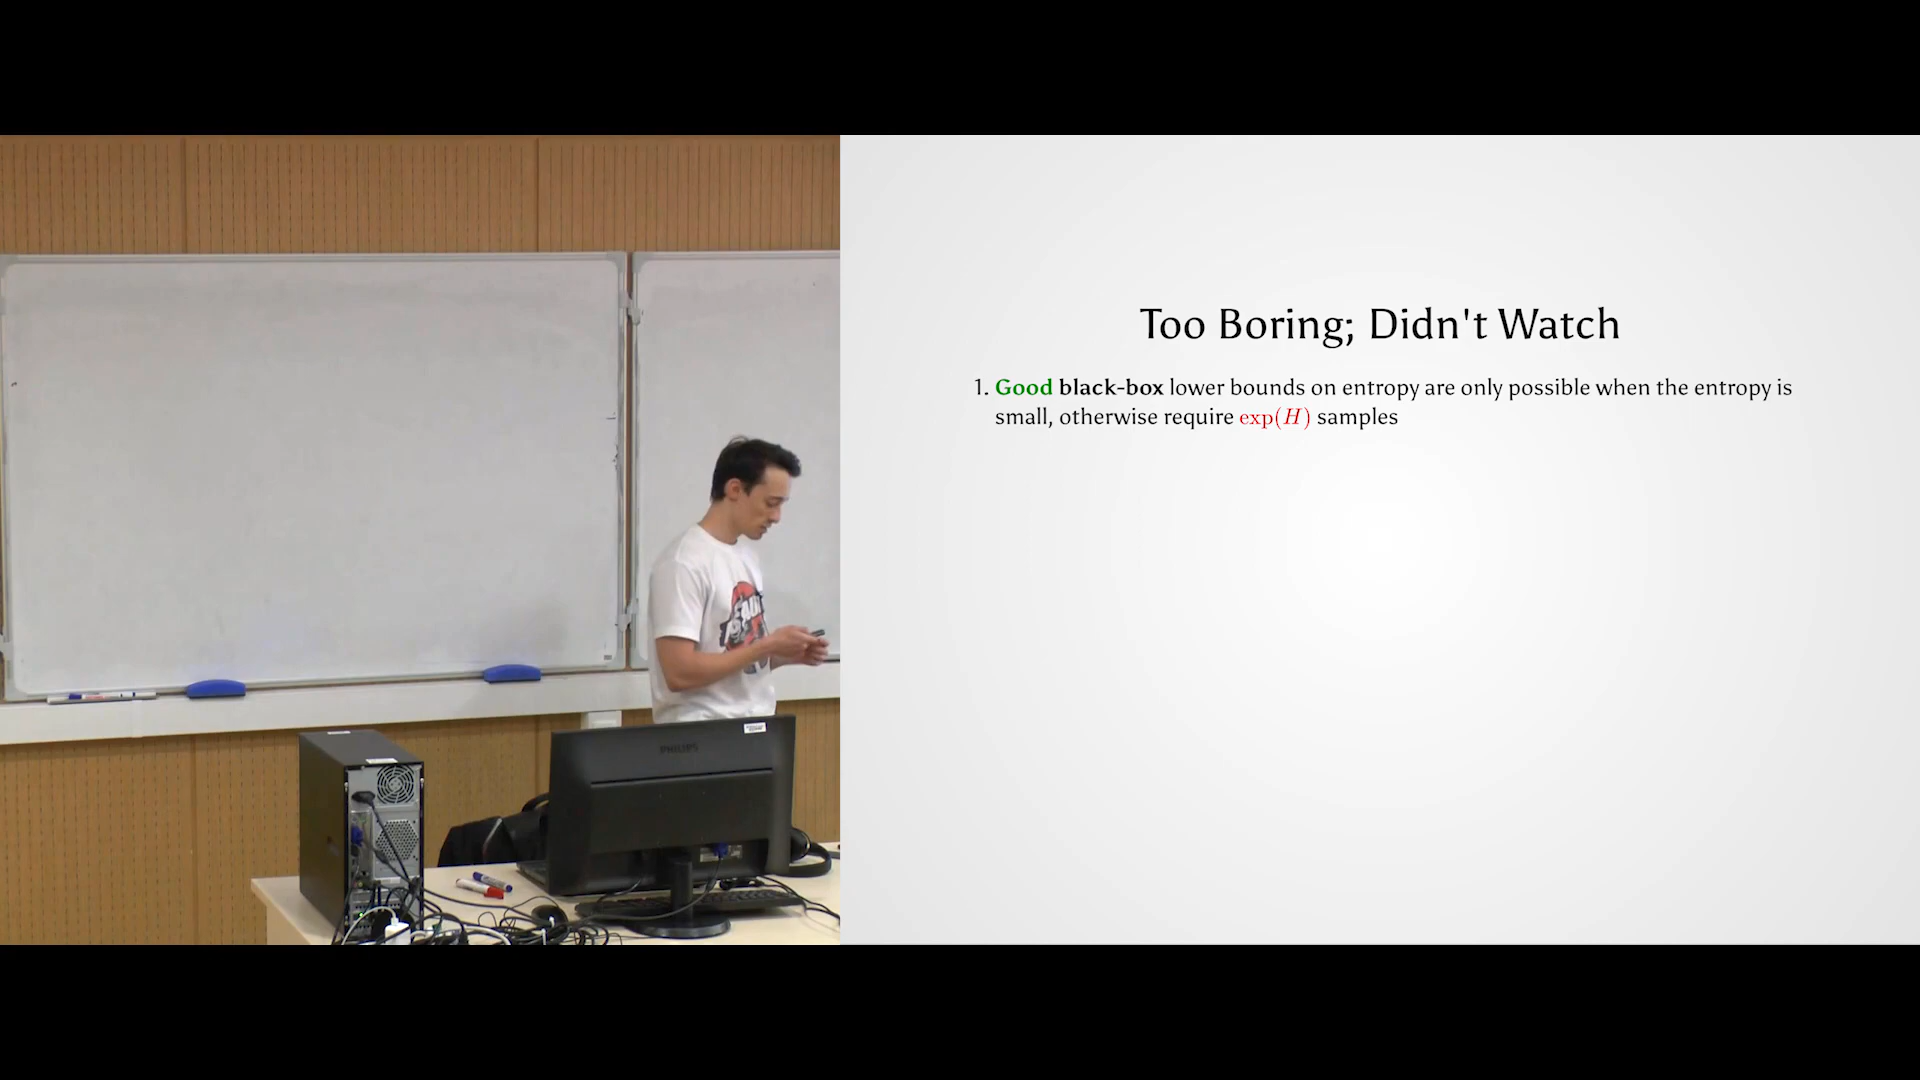 Too Boring; Didn't Watch
1. Good black-box lower bounds on entropy are only possible when the entropy is
small, otherwise require exp(H) samples
PHILIPS